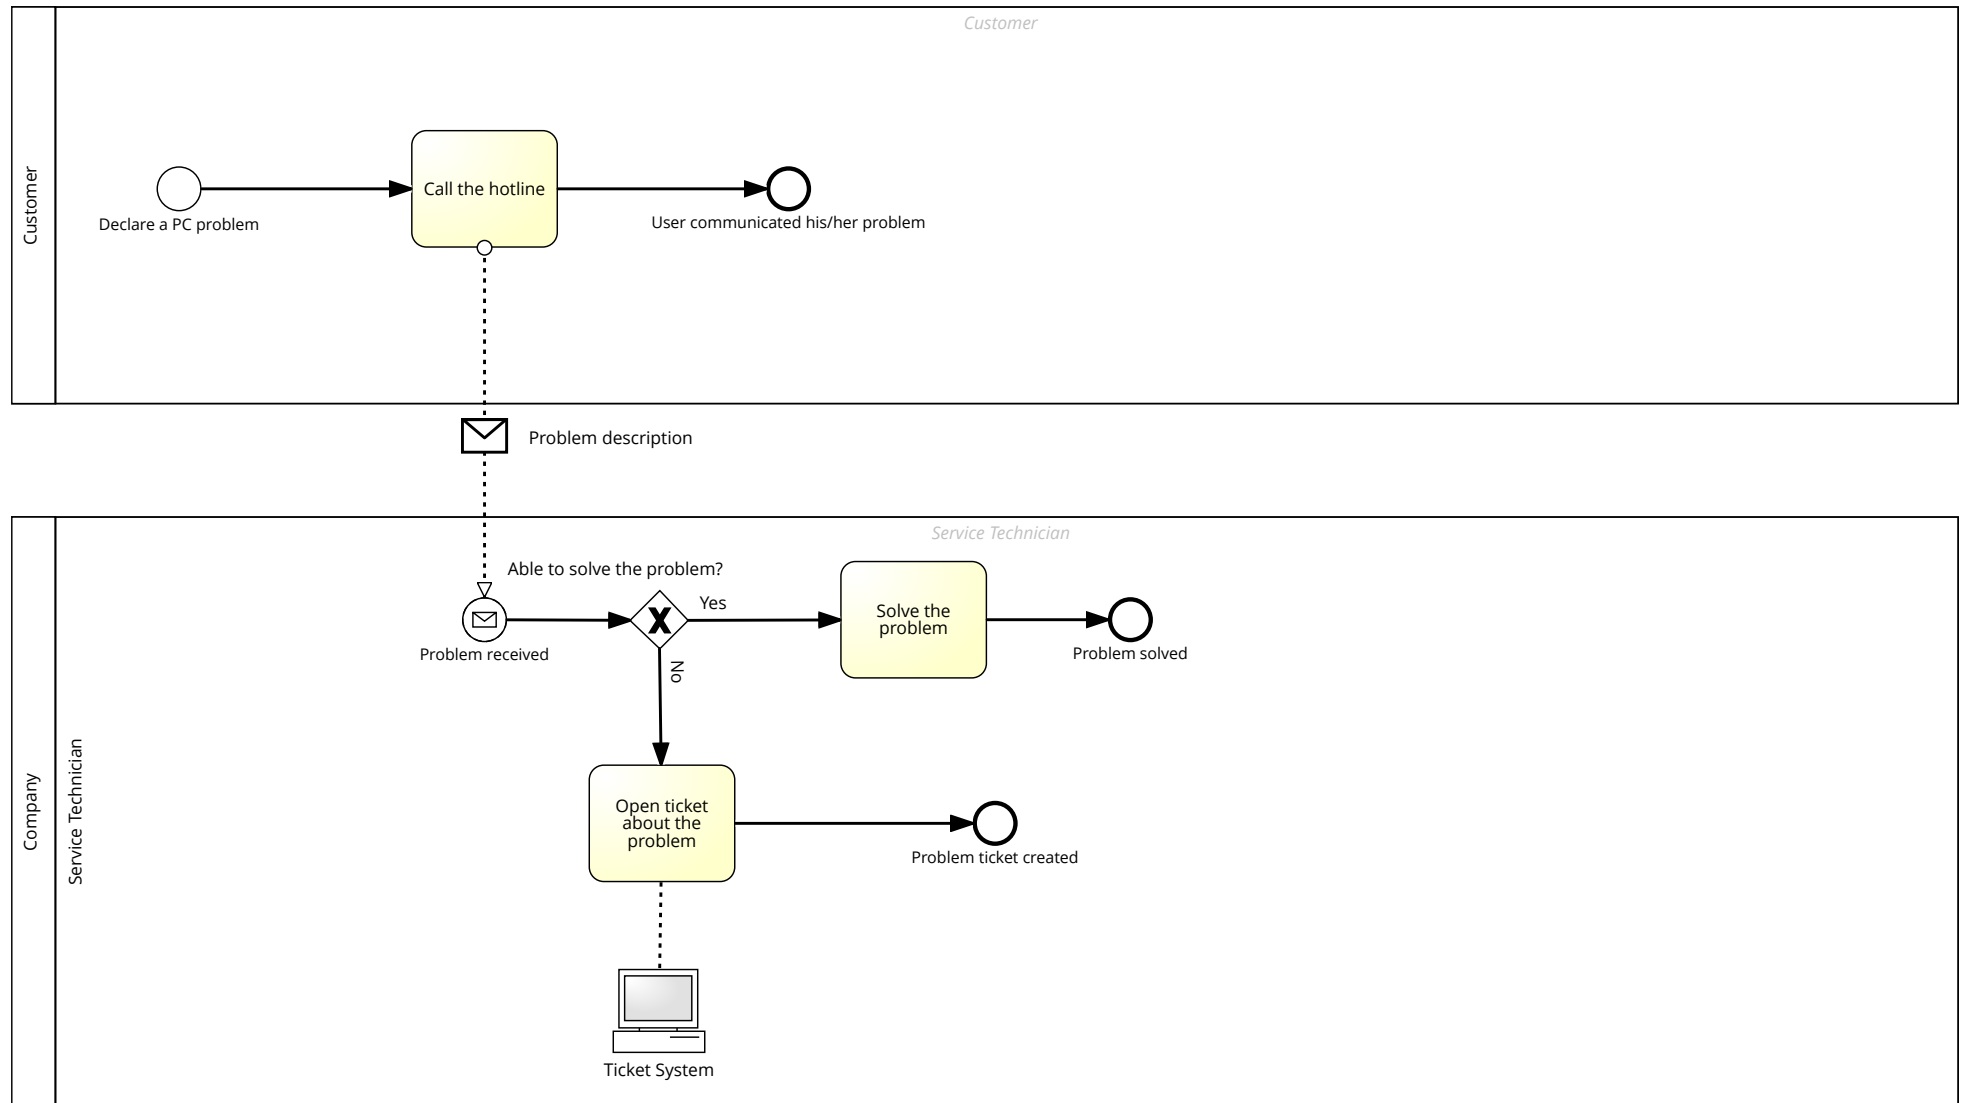 Customer
Customer
Call the hotline
Declare a PC problem
User communicated his/her problem
Problem description
Company
Service Technician
Service Technician
Able to solve the problem?
Yes
Solve the
problem
Problem received
Problem solved
No
Open ticket
about the
problem
Problem ticket created
Ticket System